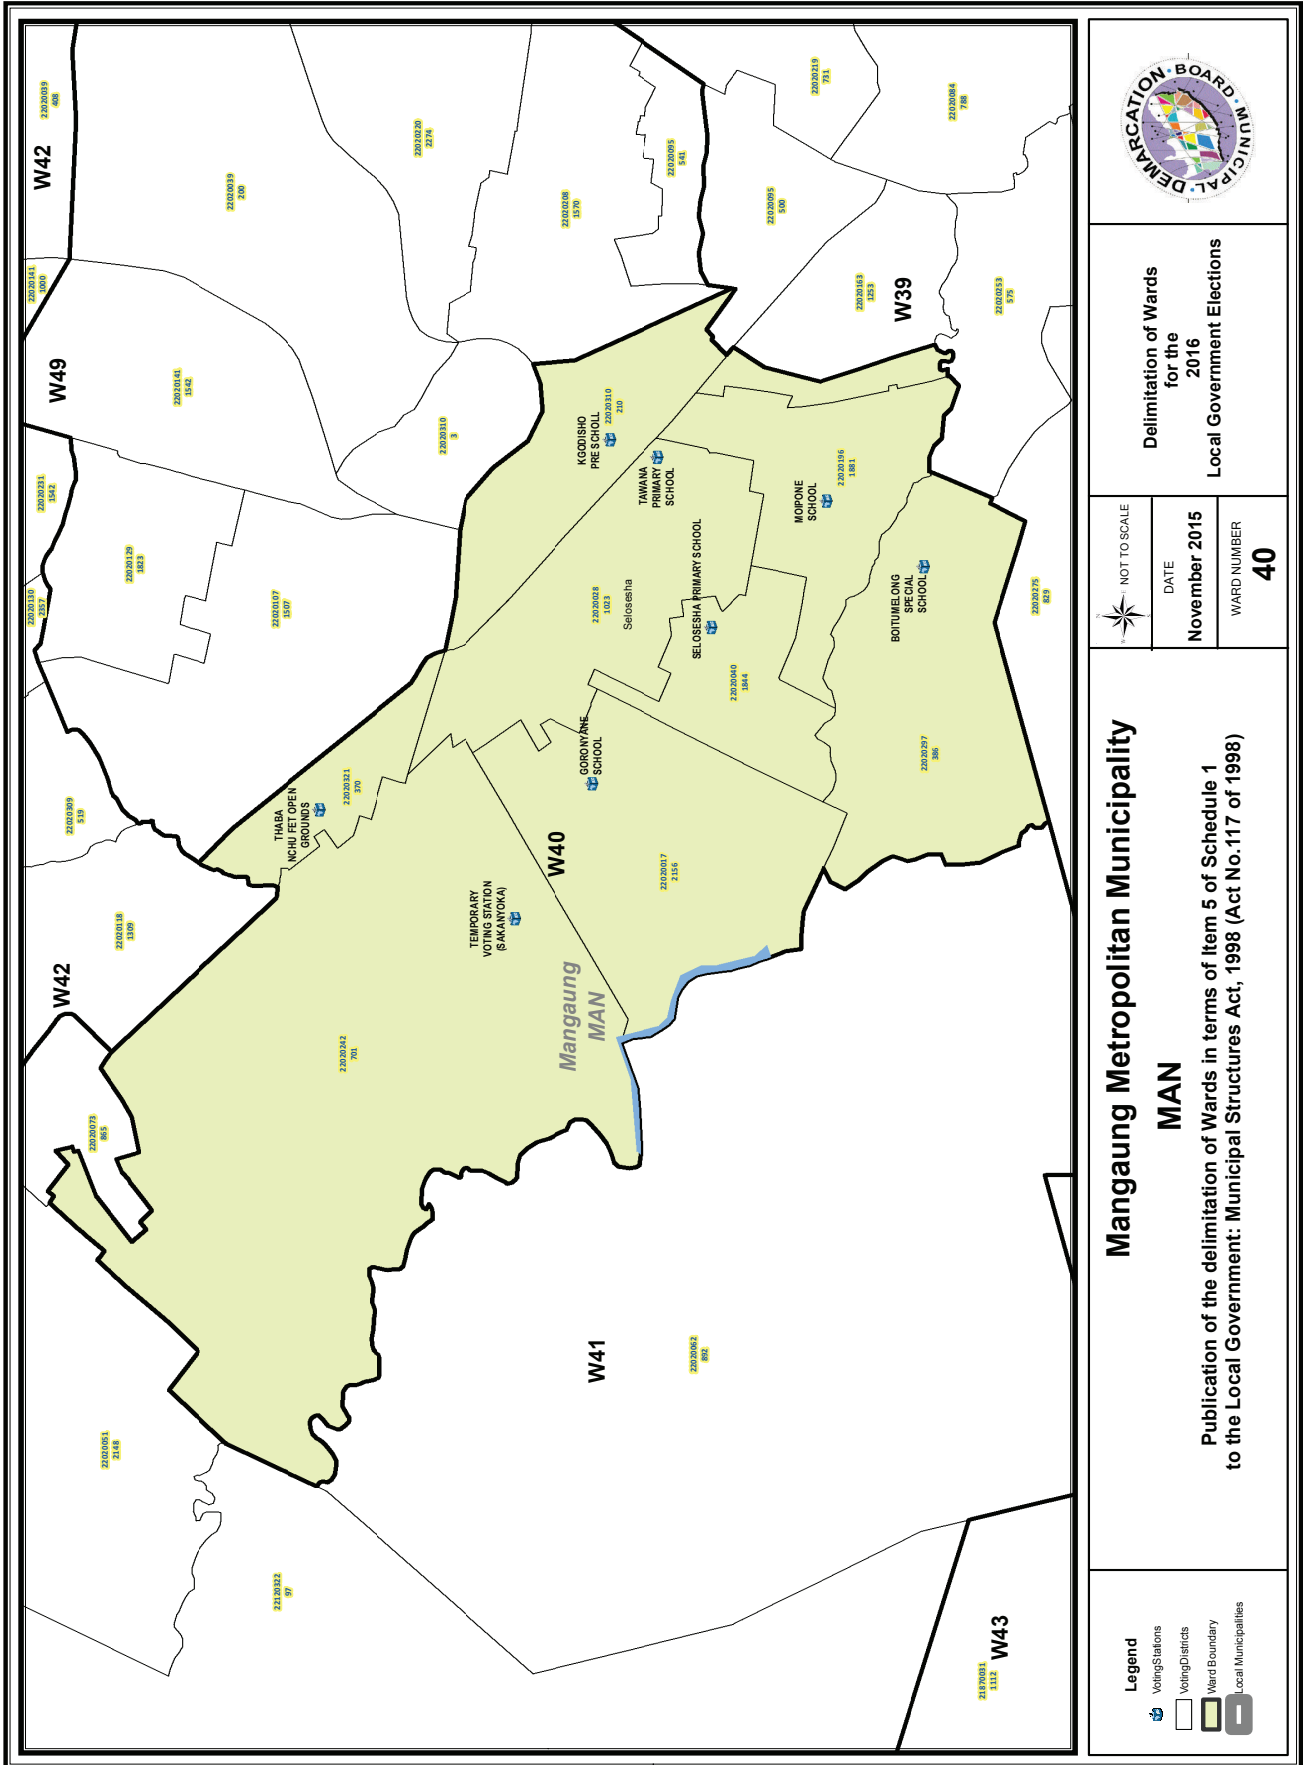 W42
22020039
408
22020141
1000
W49
22020231
1542
22020130
2357
22020039
200
22020220
2274
22020141
1542
22020129
1823
22020107
1507
22020310
3
22020208
1570
22020095
541
22020219
731
22020084
788
22020095
500
22020163
1253
W39
22020253
575
22020309
519
22020118
1309
W42
22020073
865
22020051
2148
22120322
97
KGODISHO
PRE SCHOLL
22020310
210
TAWANA
PRIMARY
SCHOOL
MOIPONE
SCHOOL
22020196
1881
22020028
1023
Selosesha
SELOSESHA PRIMARY SCHOOL
22020040
1844
BOITUMELONG
SPECIAL
SCHOOL
22020297
386
22020275
829
GORONYANE
SCHOOL
THABA
NCHU FET OPEN
GROUNDS
22020321
370
W40
22020017
2156
TEMPORARY
VOTING STATION
(SAKANYOKA)
Mangaung
MAN
22020242
701
W41
22020062
892
W43
21870031
1112
Legend
VotingStations
VotingDistricts
Ward Boundary
Local Municipalities
Mangaung Metropolitan Municipality
MAN
Publication of the delimitation of Wards in terms of Item 5 of Schedule 1
to the Local Government: Municipal Structures Act, 1998 (Act No.117 of 1998)
N
W
E
S
NOT TO SCALE
DATE
November 2015
WARD NUMBER
40
Delimitation of Wards
for the
2016
Local Government Elections
MUNICIPAL • DEMARCATION • BOARD •